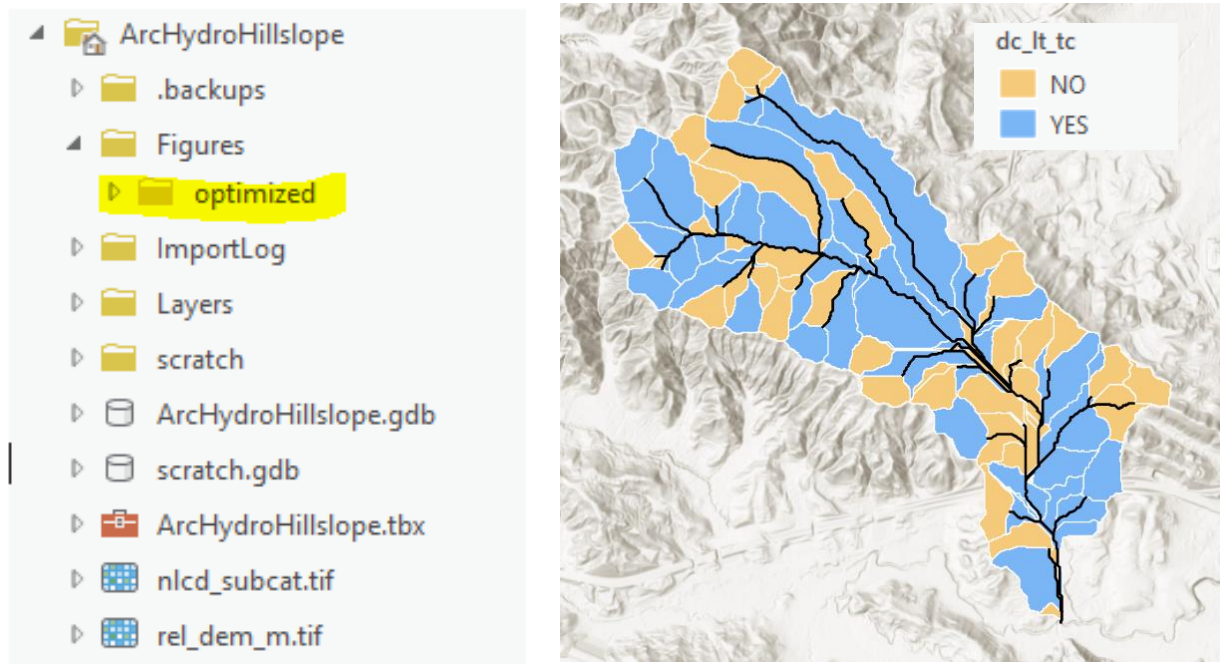 ArcHydroHillslope
.backups
Figures
optimized
ImportLog
Layers
scratch
ArcHydroHillslope.gdb
scratch.gdb
ArcHydroHillslope.tbx
nlcd_subcat.tif
rel_dem_m.tif
dc_lt_tc
NO
YES